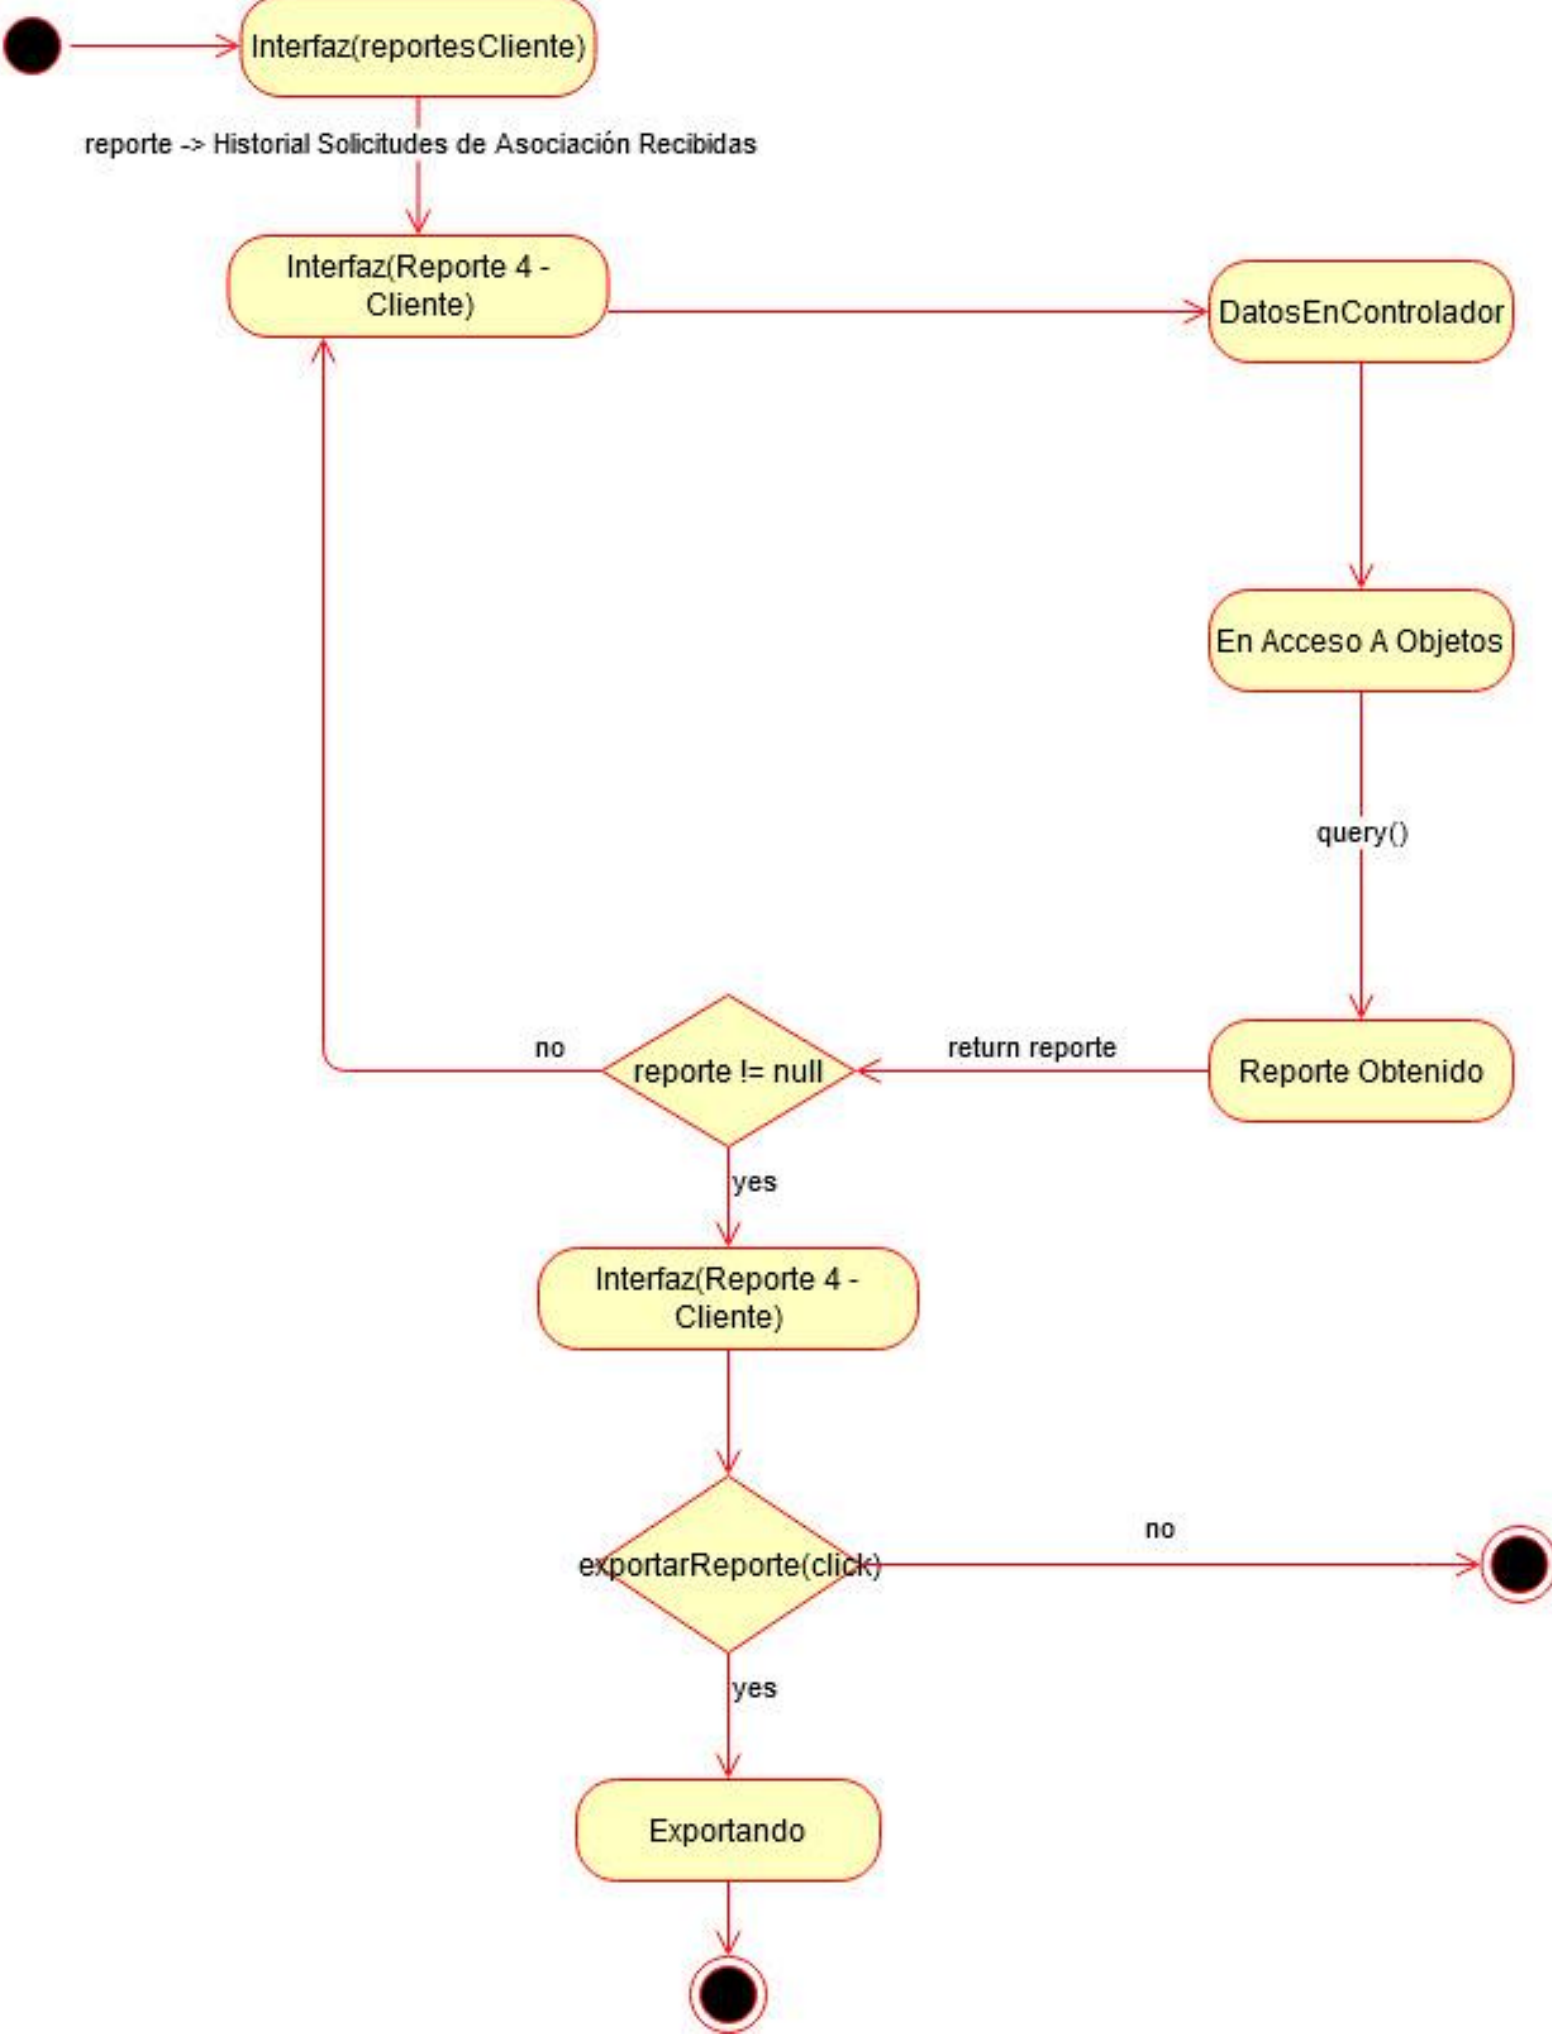 Interfaz(reportesCliente)
reporte -> Historial Solicitudes de Asociación Recibidas
Interfaz(Reporte 4 -
Cliente)
DatosEnControlador
En Acceso A Objetos
query()
Reporte Obtenido
return reporte
reporte != null
no
yes
Interfaz(Reporte 4 -
Cliente)
exportarReporte(click)
no
yes
Exportando